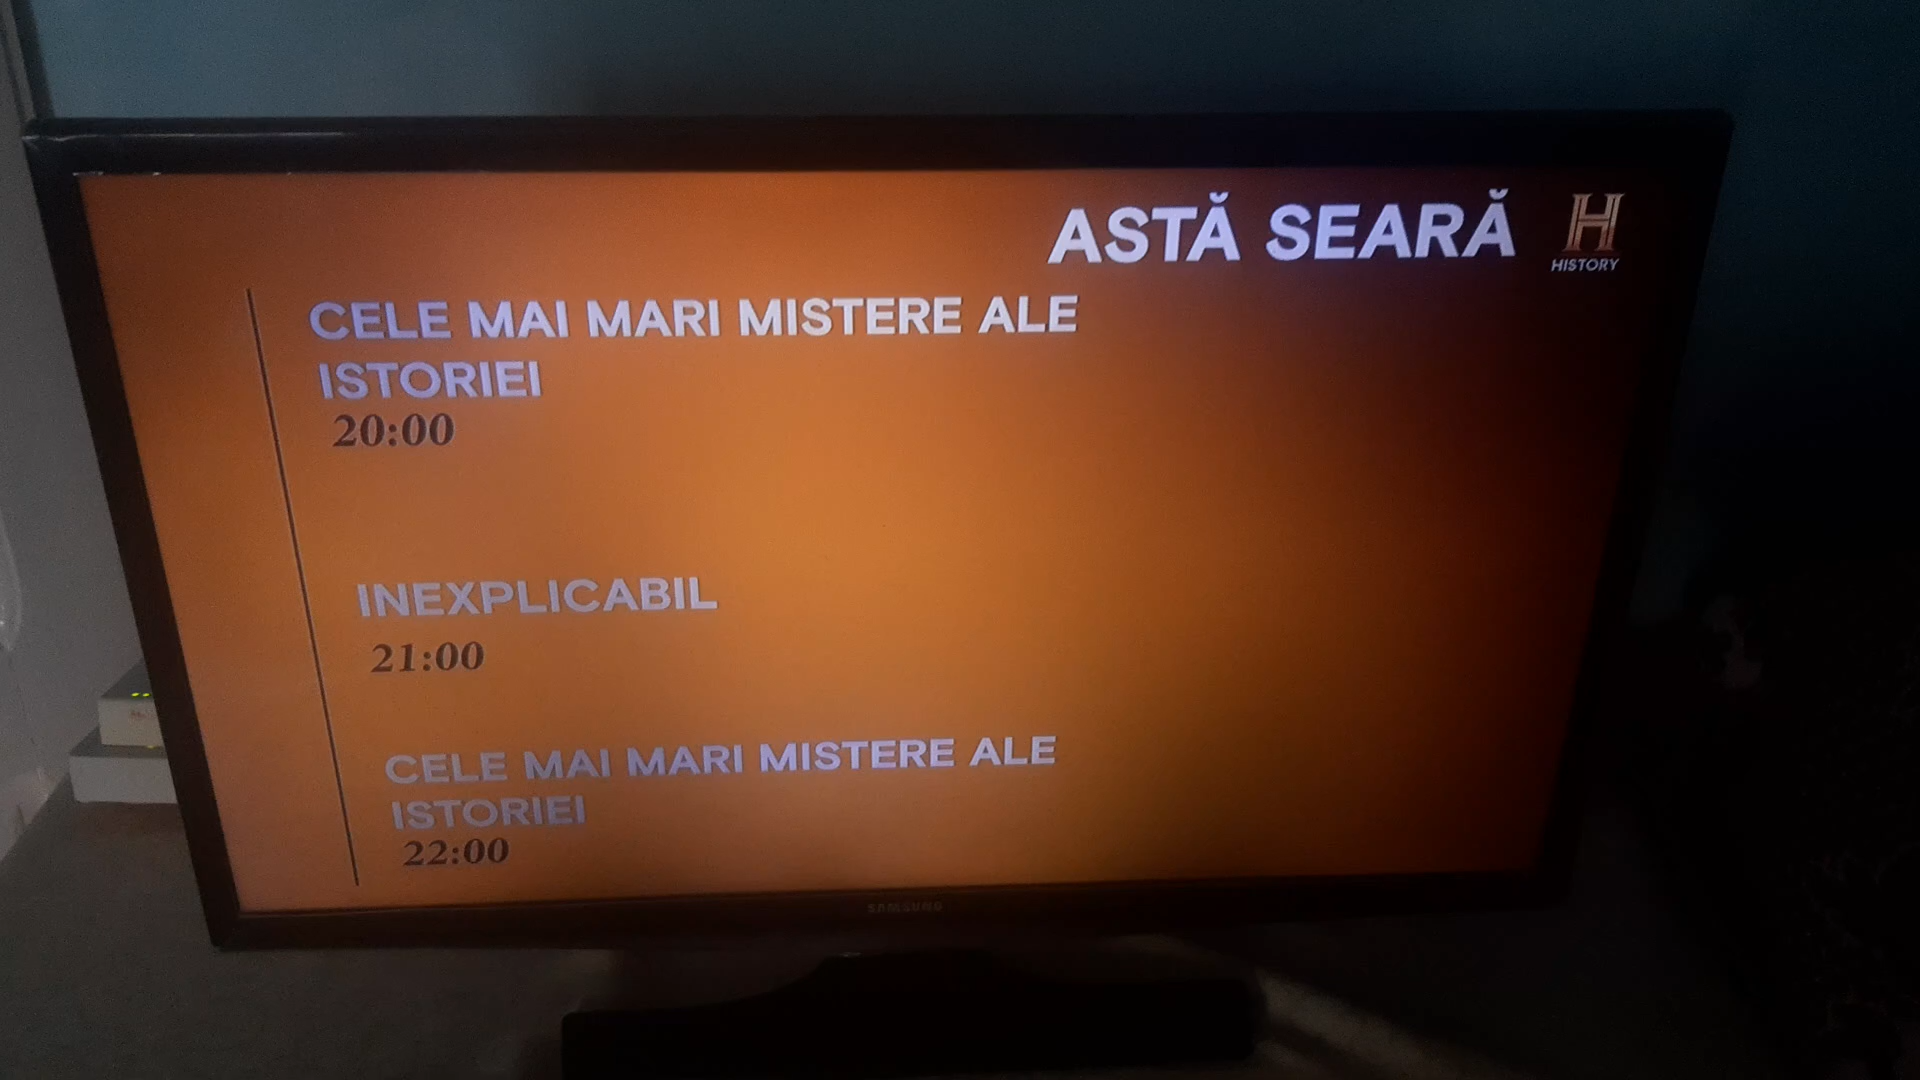 ASTĂ SEARĂ
H
HISTORY
CELE MAI MARI MISTERE ALE
ISTORIEI
20:00
INEXPLICABIL
21:00
CELE MAI MARI MISTERE ALE
ISTORIEI
22:00
SAMSUNG